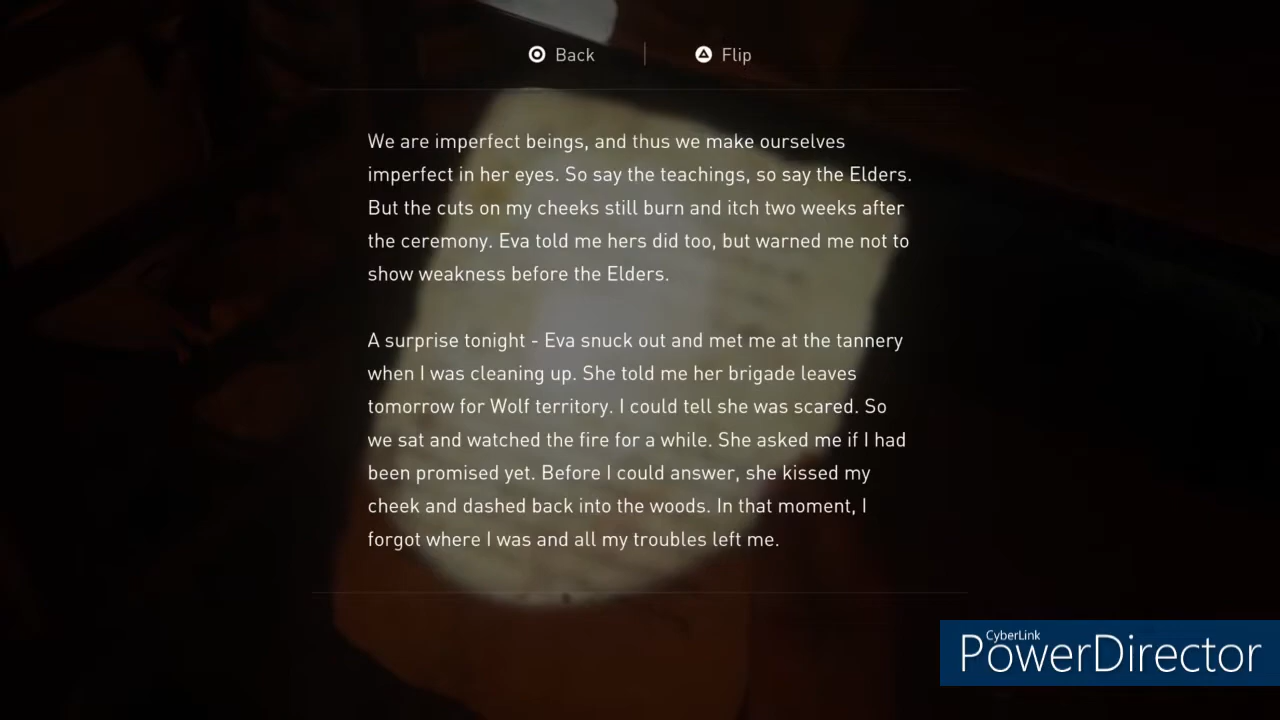 Back | Flip
We are imperfect beings, and thus we make ourselves
imperfect in her eyes. So say the teachings, so say the Elders.
But the cuts on my cheeks still burn and itch two weeks after
the ceremony. Eva told me hers did too, but warned me not to
show weakness before the Elders.
A surprise tonight - Eva snuck out and met me at the tannery
when I was cleaning up. She told me her brigade leaves
tomorrow for Wolf territory. I could tell she was scared. So
we sat and watched the fire for a while. She asked me if I had
been promised yet. Before I could answer, she kissed my
cheek and dashed back into the woods. In that moment, I
forgot where I was and all my troubles left me.
CyberLink
PowerDirector